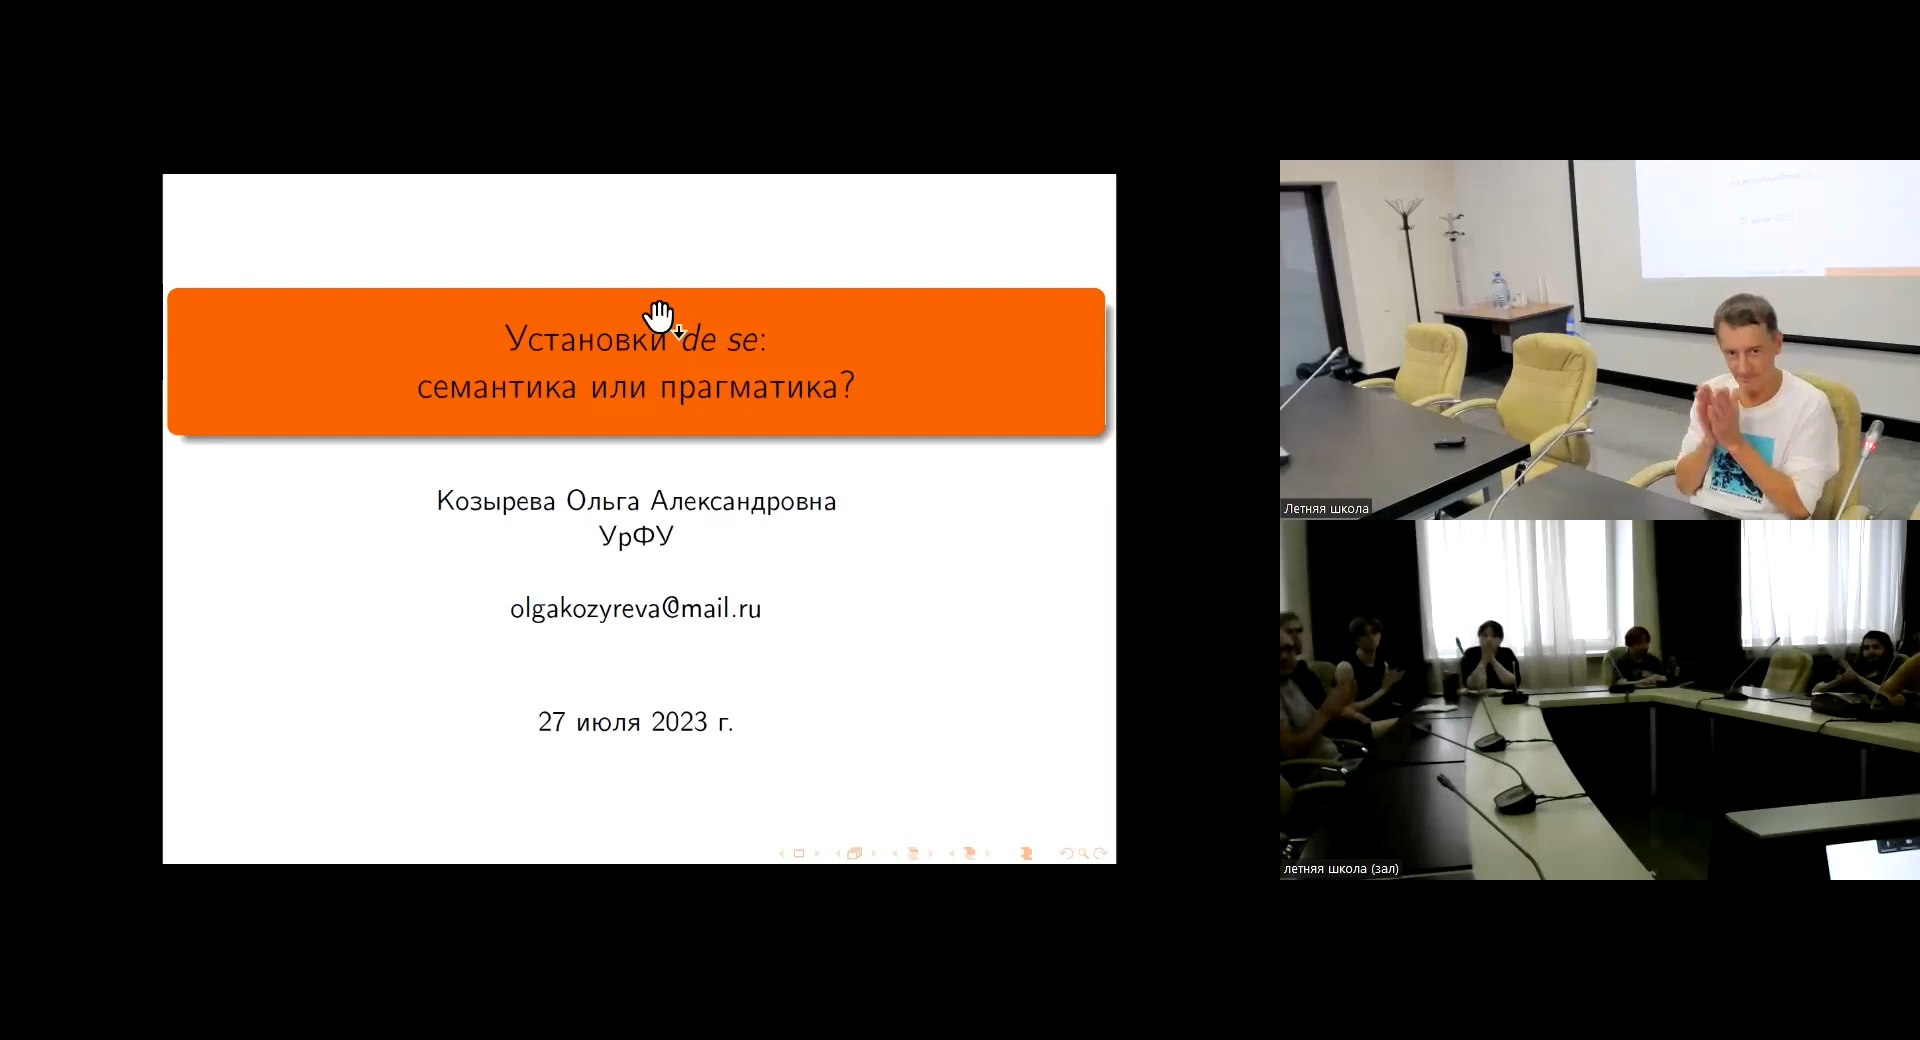 Установки de se:
семантика или прагматика?
Козырева Ольга Александровна
УрФУ
olgakozyreva@mail.ru
27 июля 2023 г.
Летняя школа
летняя школа (зал)